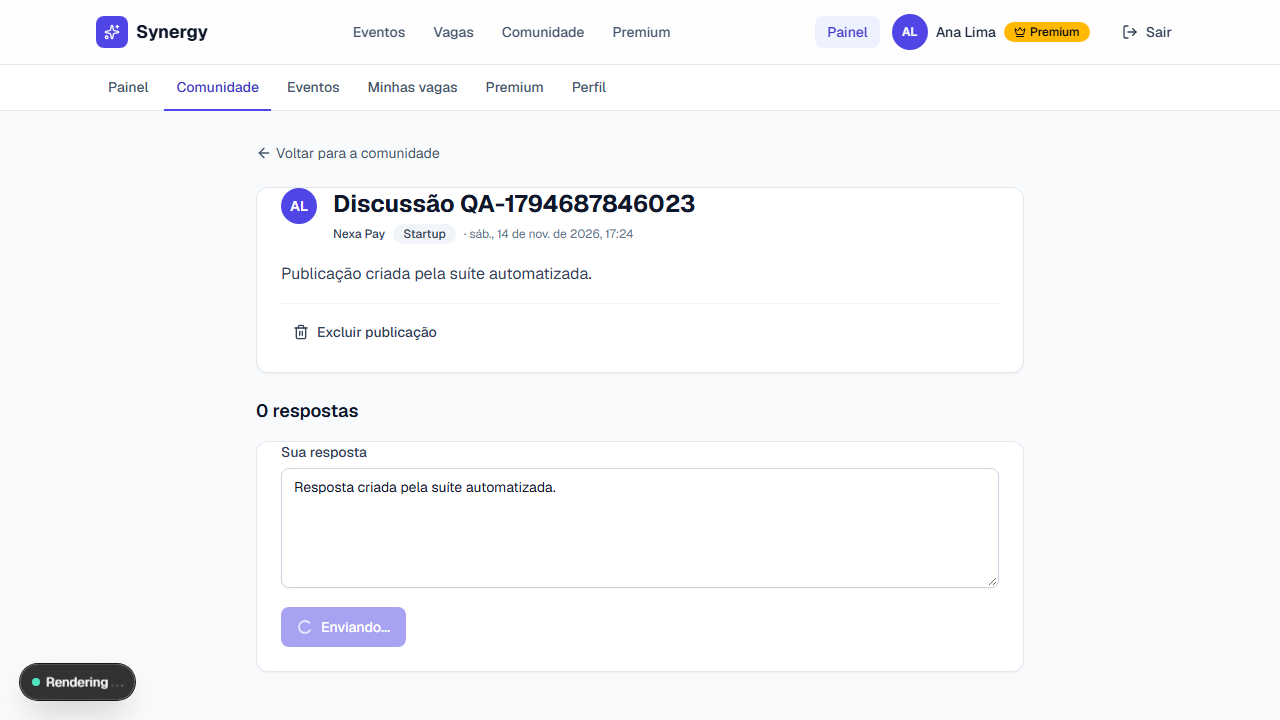 Synergy
Eventos Vagas Comunidade Premium
Painel AL Ana Lima Premium Sair
Painel Comunidade Eventos Minhas vagas Premium Perfil
Voltar para a comunidade
AL Discussão QA-1794687846023
Nexa Pay Startup · sáb., 14 de nov. de 2026, 17:24
Publicação criada pela suíte automatizada.
Excluir publicação
0 respostas
Sua resposta
Resposta criada pela suíte automatizada.
Enviando...
Rendering ...